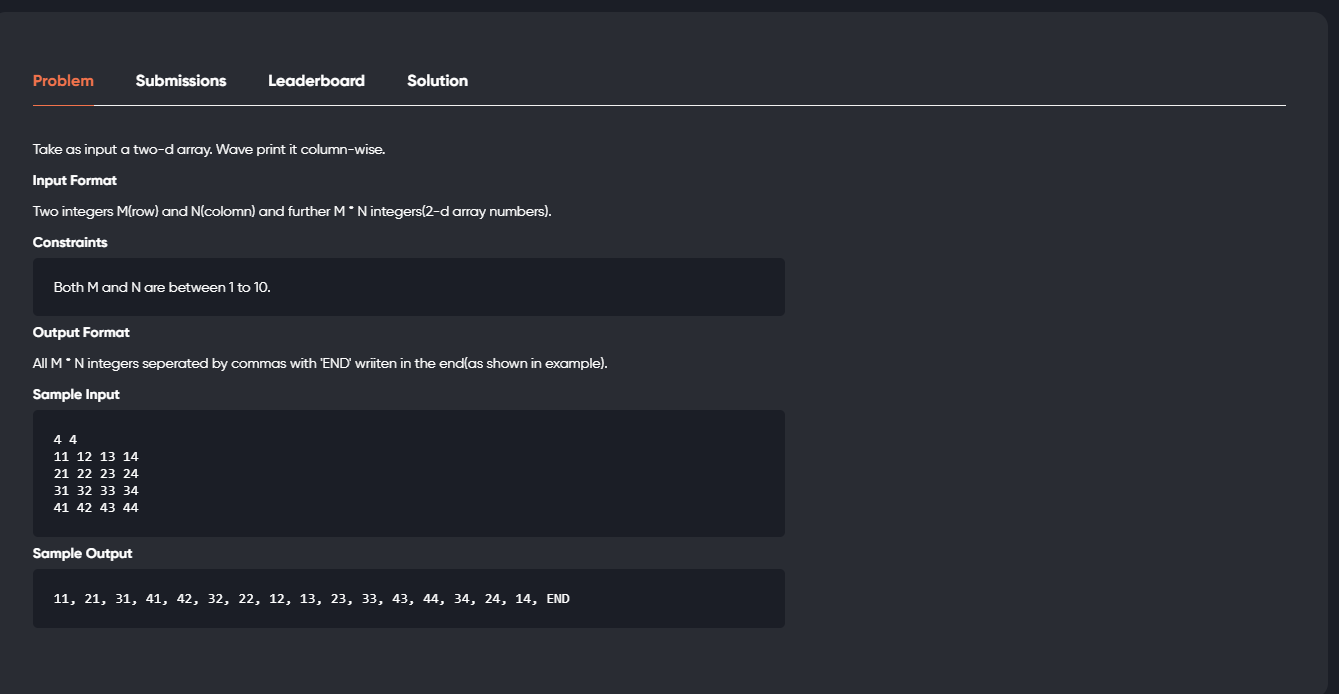 Problem Submissions Leaderboard Solution
Take as input a two-d array. Wave print it column-wise.
Input Format
Two integers M(row) and N(colomn) and further M * N integers(2-d array numbers).
Constraints
Both M and N are between 1 to 10.
Output Format
All M * N integers seperated by commas with 'END' wriiten in the end(as shown in example).
Sample Input
4 4
11 12 13 14
21 22 23 24
31 32 33 34
41 42 43 44
Sample Output
11, 21, 31, 41, 42, 32, 22, 12, 13, 23, 33, 43, 44, 34, 24, 14, END